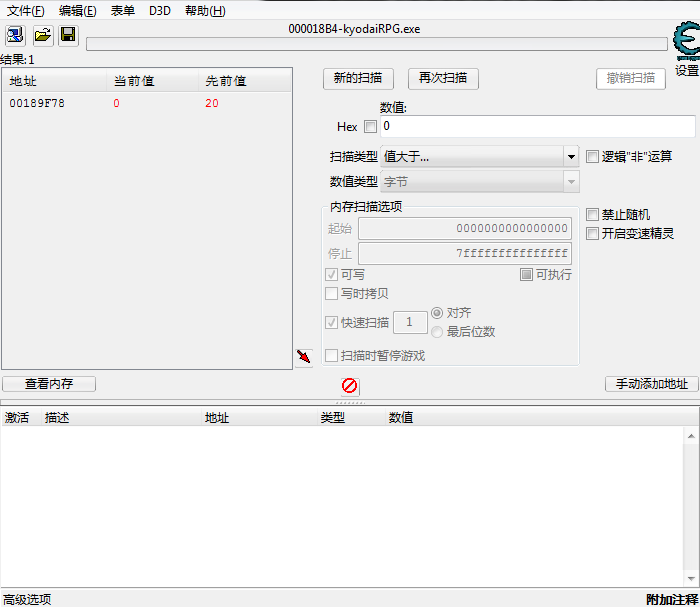 文件(F) 编辑(E) 表单 D3D 帮助(H)
000018B4-kyodaiRPG.exe
设置
结果:1
地址 当前值 先前值
00189F78 0 20
新的扫描 再次扫描 撤销扫描
数值:
Hex 0
扫描类型 值大于... 逻辑"非"运算
数值类型 字节
内存扫描选项
起始 0000000000000000
停止 7fffffffffffffff
禁止随机
开启变速精灵
可写 可执行
写时拷贝
快速扫描 1 对齐
最后位数
扫描时暂停游戏
查看内存 手动添加地址
激活 描述 地址 类型 数值
高级选项 附加注释